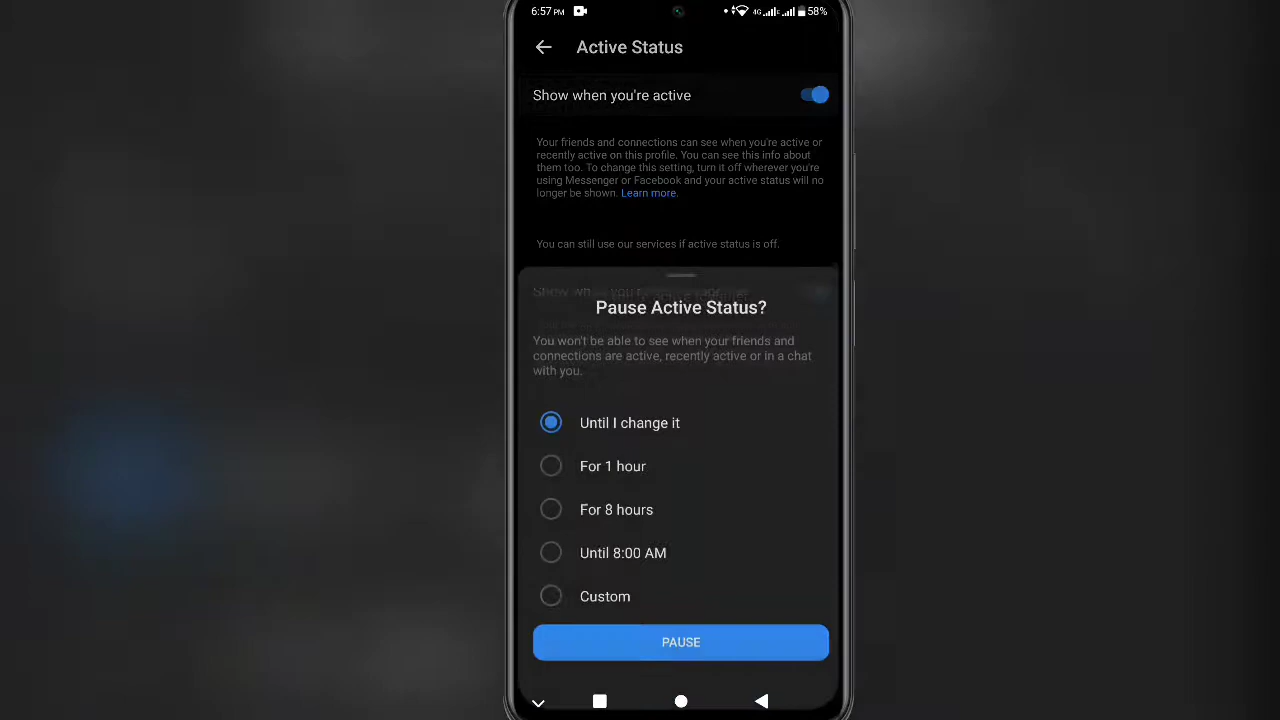 6:57 PM 4G 58%
Active Status
Show when you're active
Your friends and connections can see when you're active or
recently active on this profile. You can see this info about
them too. To change this setting, turn it off wherever you're
using Messenger or Facebook and your active status will no
longer be shown. Learn more.
You can still use our services if active status is off.
Pause Active Status?
You won't be able to see when your friends and
connections are active, recently active or in a chat
with you.
Until I change it
For 1 hour
For 8 hours
Until 8:00 AM
Custom
PAUSE